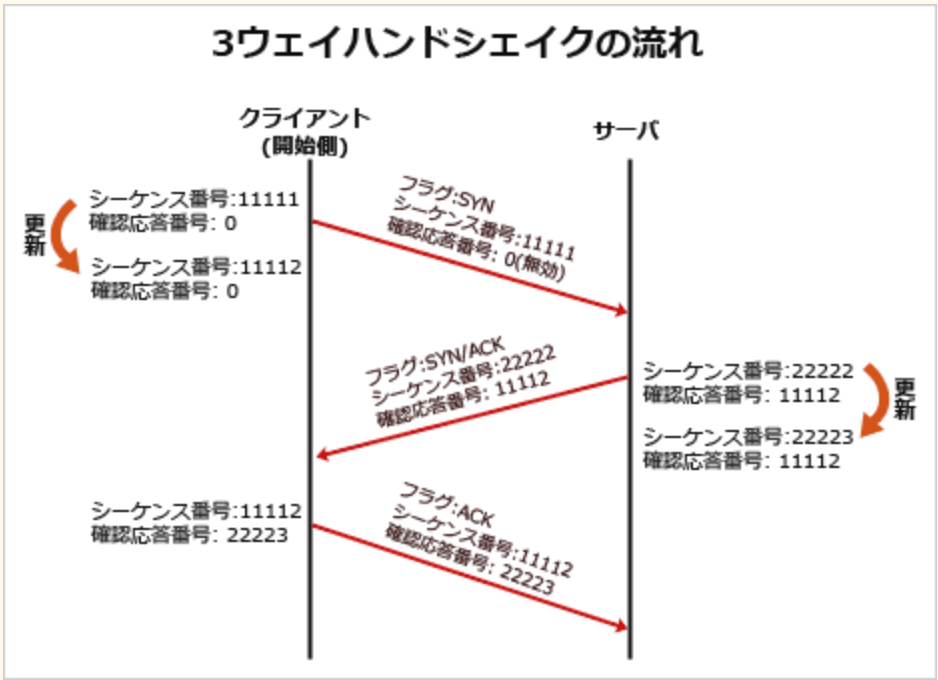 3ウェイハンドシェイクの流れ
クライアント
(開始側)
サーバ
シーケンス番号:11111
確認応答番号: 0
更新
シーケンス番号:11112
確認応答番号: 0
フラグ:SYN
シーケンス番号:11111
確認応答番号: 0(無効)
フラグ:SYN/ACK
シーケンス番号:22222
確認応答番号: 11112
シーケンス番号:22222
確認応答番号: 11112
更新
シーケンス番号:22223
確認応答番号: 11112
シーケンス番号:11112
確認応答番号: 22223
フラグ:ACK
シーケンス番号:11112
確認応答番号: 22223